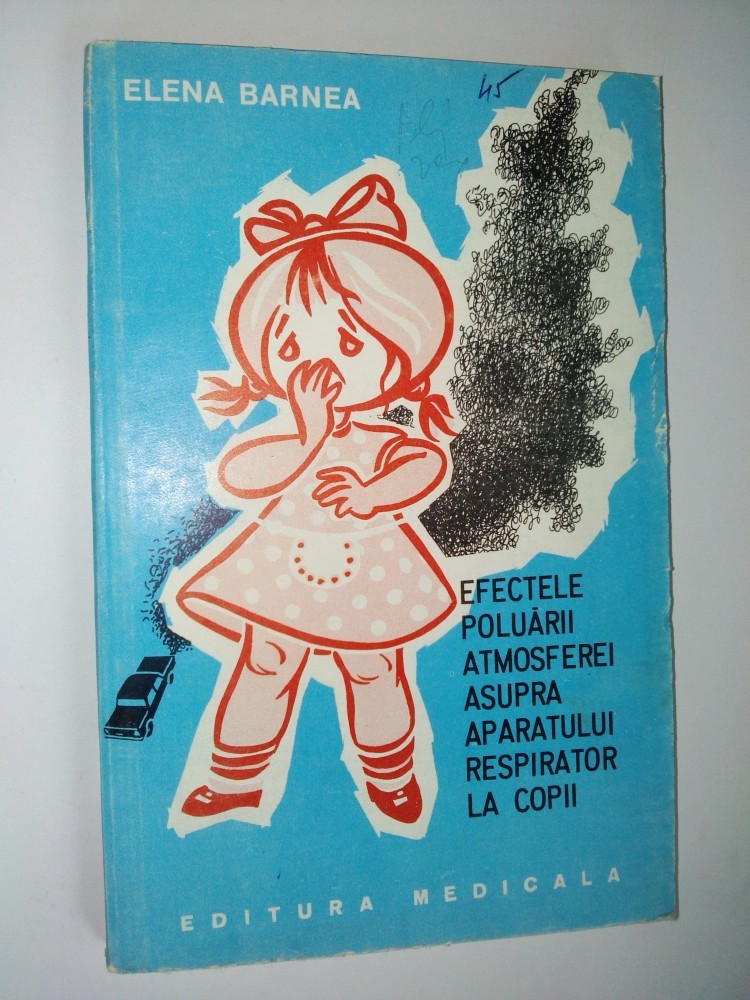 ELENA BARNEA
45
EFECTELE
POLUĂRII
ATMOSFEREI
ASUPRA
APARATULUI
RESPIRATOR
LA COPII
EDITURA MEDICALA